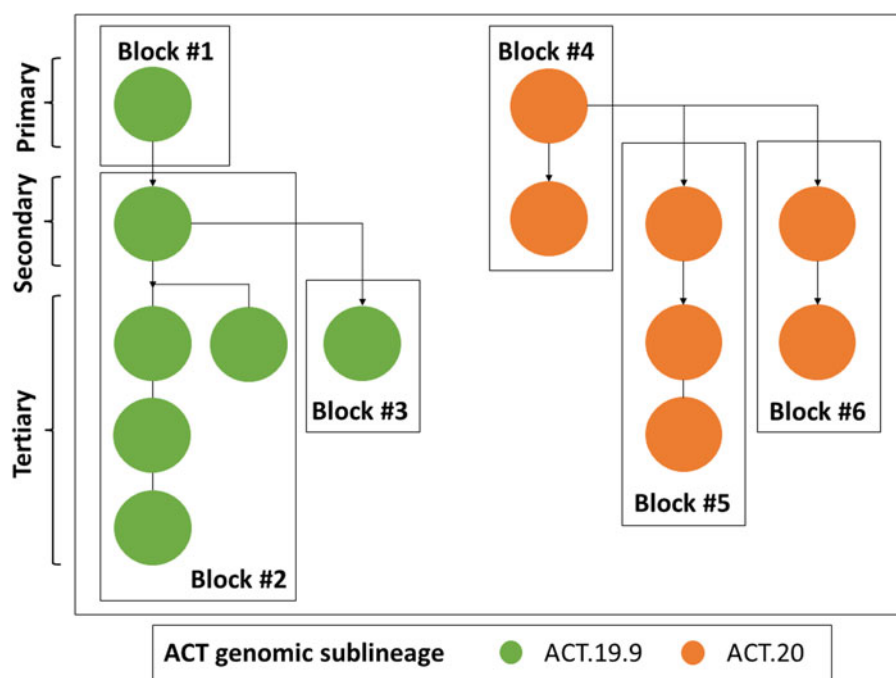 Primary
Secondary
Tertiary
Block #1
Block #4
Block #3
Block #6
Block #5
Block #2
ACT genomic sublineage
ACT.19.9
ACT.20